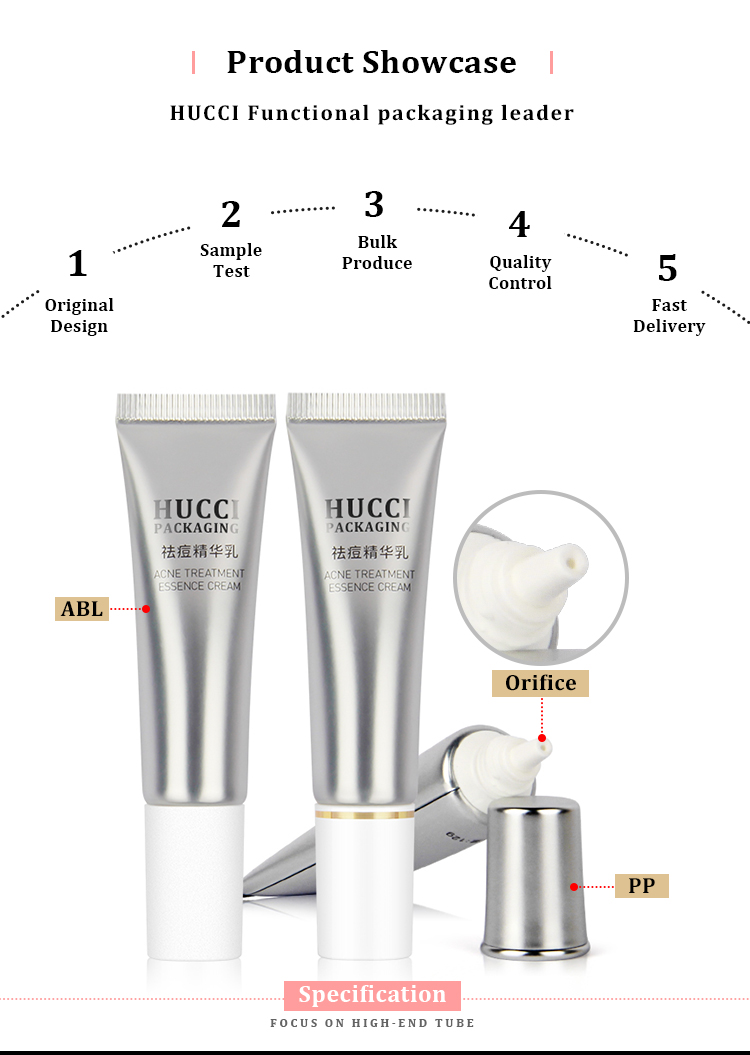 Product Showcase
HUCCI Functional packaging leader
1
Original
Design
2
Sample
Test
3
Bulk
Produce
4
Quality
Control
5
Fast
Delivery
HUCCI
PACKAGING
祛痘精华乳
ACNE TREATMENT
ESSENCE CREAM
HUCCI
PACKAGING
祛痘精华乳
ACNE TREATMENT
ESSENCE CREAM
ABL
Orifice
PP
Specification
FOCUS ON HIGH-END TUBE